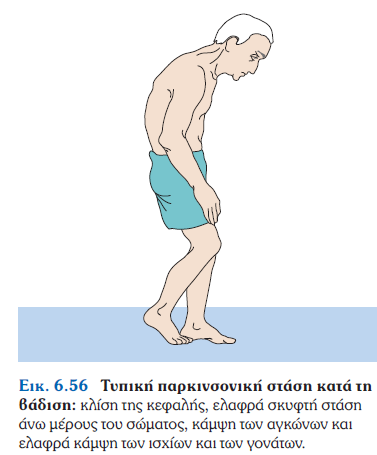 Εικ. 6.56 Τυπική παρκινσονική στάση κατά τη
βάδιση: κλίση της κεφαλής, ελαφρά σκυφτή στάση
άνω μέρους του σώματος, κάμψη των αγκώνων και
ελαφρά κάμψη των ισχίων και των γονάτων.